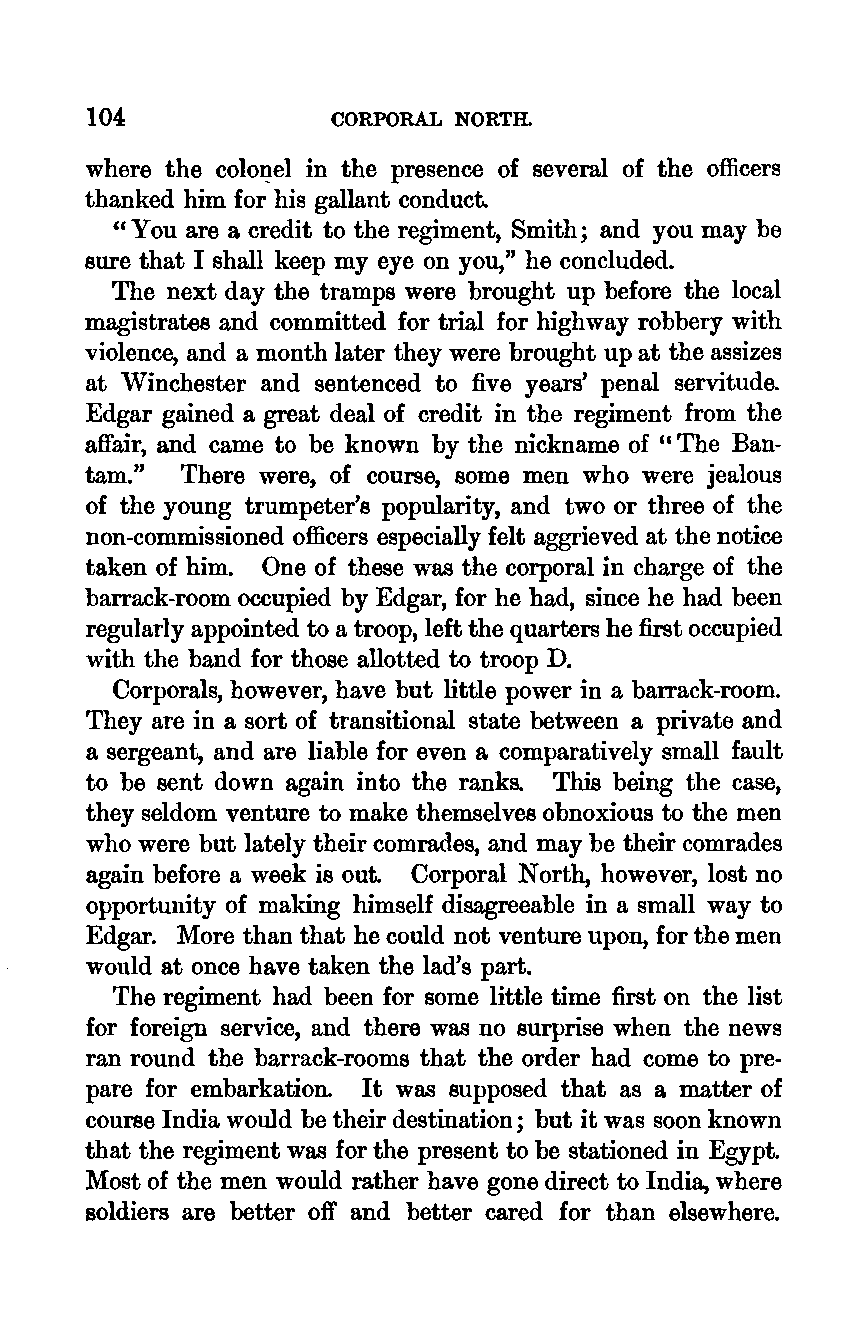 104 CORPORAL NORTH.
where the colonel in the presence of several of the officers
thanked him for his gallant conduct.
“You are a credit to the regiment, Smith; and you may be
sure that I shall keep my eye on you,” he concluded.
The next day the tramps were brought up before the local
magistrates and committed for trial for highway robbery with
violence, and a month later they were brought up at the assizes
at Winchester and sentenced to five years’ penal servitude.
Edgar gained a great deal of credit in the regiment from the
affair, and came to be known by the nickname of “The Ban-
tam.” There were, of course, some men who were jealous
of the young trumpeter’s popularity, and two or three of the
non-commissioned officers especially felt aggrieved at the notice
taken of him. One of these was the corporal in charge of the
barrack-room occupied by Edgar, for he had, since he had been
regularly appointed to a troop, left the quarters he first occupied
with the band for those allotted to troop D.
Corporals, however, have but little power in a barrack-room.
They are in a sort of transitional state between a private and
a sergeant, and are liable for even a comparatively small fault
to be sent down again into the ranks. This being the case,
they seldom venture to make themselves obnoxious to the men
who were but lately their comrades, and may be their comrades
again before a week is out. Corporal North, however, lost no
opportunity of making himself disagreeable in a small way to
Edgar. More than that he could not venture upon, for the men
would at once have taken the lad’s part.
The regiment had been for some little time first on the list
for foreign service, and there was no surprise when the news
ran round the barrack-rooms that the order had come to pre-
pare for embarkation. It was supposed that as a matter of
course India would be their destination; but it was soon known
that the regiment was for the present to be stationed in Egypt.
Most of the men would rather have gone direct to India, where
soldiers are better off and better cared for than elsewhere.